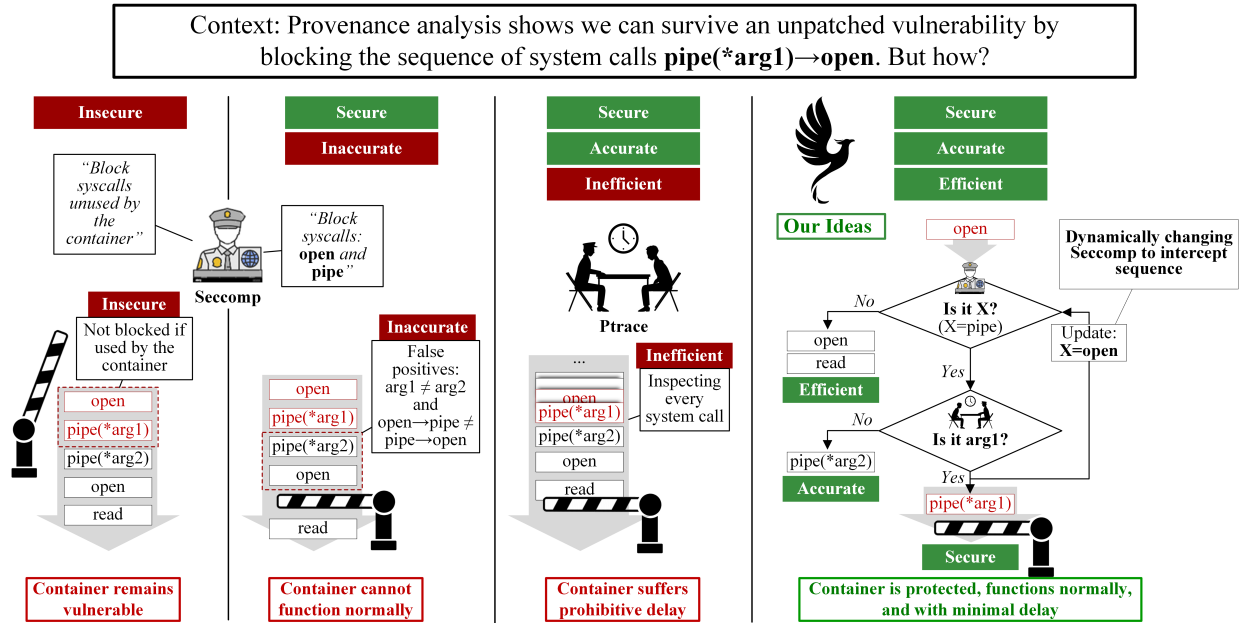 Context: Provenance analysis shows we can survive an unpatched vulnerability by
blocking the sequence of system calls pipe(*arg1)→open. But how?
Insecure
“Block
syscalls
unused by
the
container”
Seccomp
Insecure
Not blocked if
used by the
container
open
pipe(*arg1)
pipe(*arg2)
open
read
Container remains
vulnerable
Secure
Inaccurate
“Block
syscalls:
open and
pipe”
Inaccurate
False
positives:
arg1 ≠ arg2
and
open→pipe ≠
pipe→open
open
pipe(*arg1)
pipe(*arg2)
open
read
Container cannot
function normally
Secure
Accurate
Inefficient
Ptrace
Inefficient
Inspecting
every
system call
...
open
pipe(*arg1)
pipe(*arg2)
open
read
Container suffers
prohibitive delay
Secure
Accurate
Efficient
Our Ideas
open
Dynamically changing
Seccomp to intercept
sequence
Is it X?
(X=pipe)
No
open
read
Efficient
Update:
X=open
Yes
Is it arg1?
No
pipe(*arg2)
Accurate
Yes
pipe(*arg1)
Secure
Container is protected, functions normally,
and with minimal delay